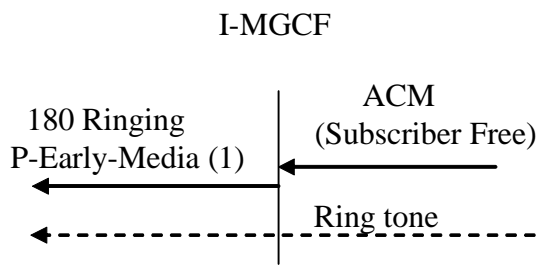 I-MGCF
ACM
(Subscriber Free)
180 Ringing
P-Early-Media (1)
Ring tone